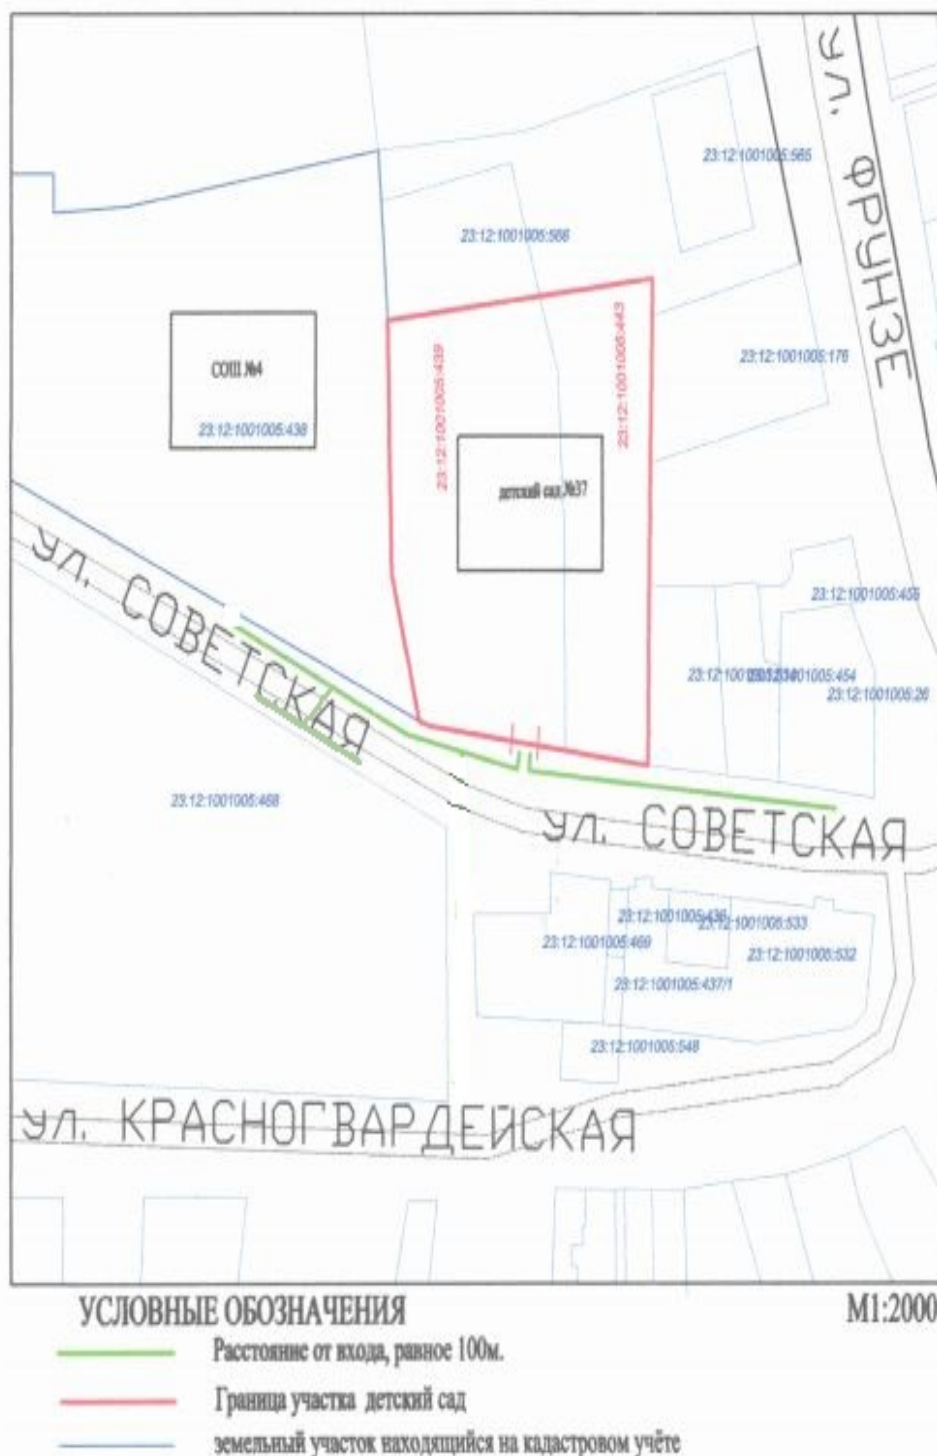 ул. ФРУНЗЕ
23:12:1001005:565
23:12:1001005:566
23:12:1001005:439
23:12:1001005:443
23:12:1001005:176
СОШ №4
23:12:1001005:438
детский сад №37
ул. СОВЕТСКАЯ
23:12:1001005:455
23:12:1001005:454
23:12:1001005:26
23:12:1001005:468
ул. СОВЕТСКАЯ
23:12:1001005:436
23:12:1001005:533
23:12:1001005:469
23:12:1001005:532
23:12:1001005:437/1
23:12:1001005:548
ул. КРАСНОГВАРДЕЙСКАЯ
УСЛОВНЫЕ ОБОЗНАЧЕНИЯ
М1:2000
Расстояние от входа, равное 100м.
Граница участка детский сад
земельный участок находящийся на кадастровом учёте